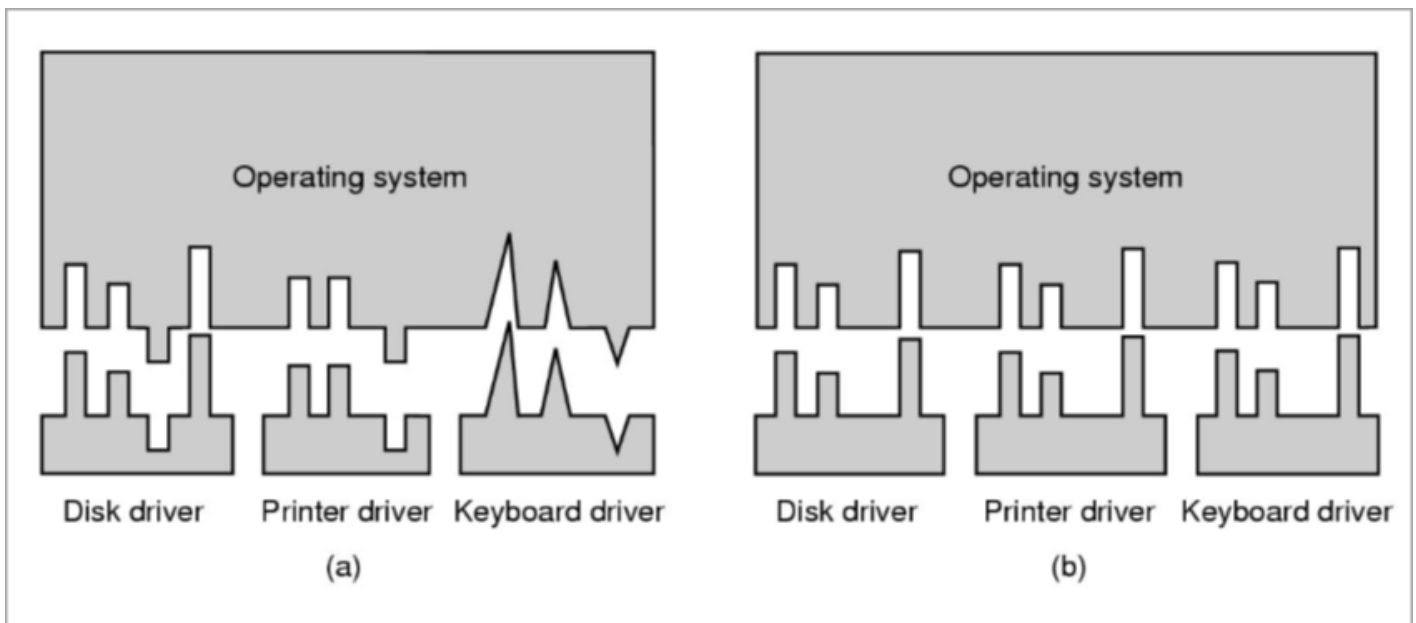 Operating system
Operating system
Disk driver Printer driver Keyboard driver
Disk driver Printer driver Keyboard driver
(a)
(b)